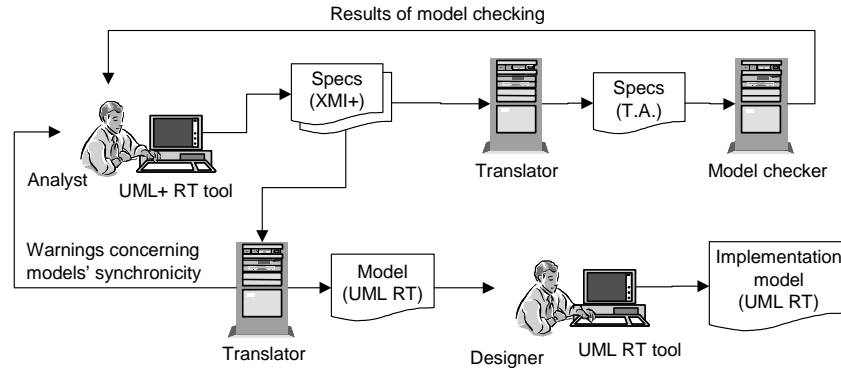 Results of model checking
Specs
(XMI+)
Specs
(T.A.)
Analyst
UML+ RT tool
Translator
Model checker
Warnings concerning
models' synchronicity
Model
(UML RT)
Implementation
model
(UML RT)
Translator
Designer
UML RT tool